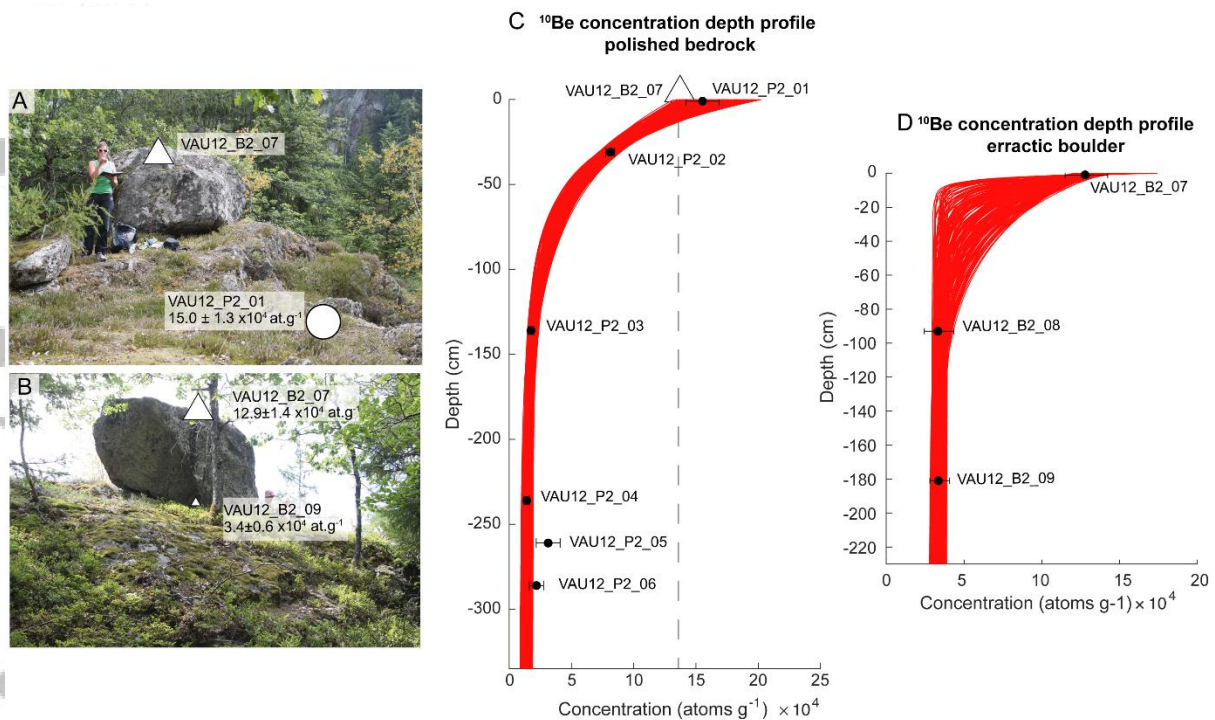 A
VAU12_B2_07
VAU12_P2_01
15.0 ± 1.3 x10⁴ at.g⁻¹
B
VAU12_B2_07
12.9±1.4 x10⁴ at.g⁻¹
VAU12_B2_09
3.4±0.6 x10⁴ at.g⁻¹
C ¹⁰Be concentration depth profile
polished bedrock
VAU12_B2_07
VAU12_P2_01
VAU12_P2_02
VAU12_P2_03
VAU12_P2_04
VAU12_P2_05
VAU12_P2_06
0
-50
-100
-150
-200
-250
-300
Depth (cm)
0 5 10 15 20 25
Concentration (atoms g⁻¹) ×10⁴
D ¹⁰Be concentration depth profile
erractic boulder
VAU12_B2_07
VAU12_B2_08
VAU12_B2_09
0
-20
-40
-60
-80
-100
-120
-140
-160
-180
-200
-220
Depth (cm)
0 5 10 15 20
Concentration (atoms g-1) ×10⁴